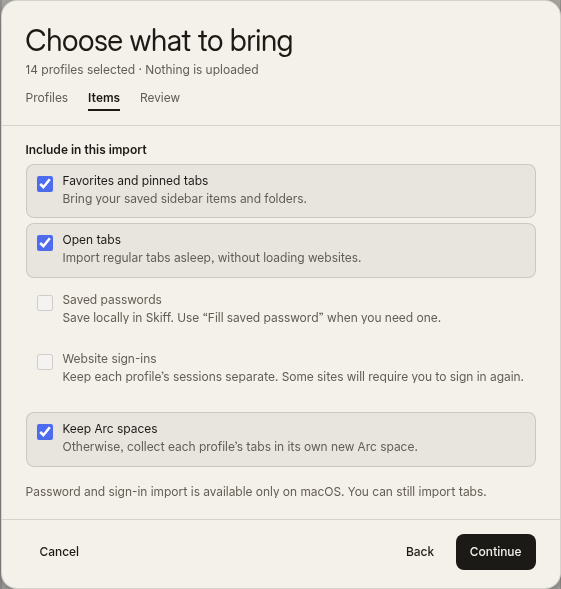 Choose what to bring
14 profiles selected · Nothing is uploaded
Profiles Items Review
Include in this import
Favorites and pinned tabs
Bring your saved sidebar items and folders.
Open tabs
Import regular tabs asleep, without loading websites.
Saved passwords
Save locally in Skiff. Use “Fill saved password” when you need one.
Website sign-ins
Keep each profile’s sessions separate. Some sites will require you to sign in again.
Keep Arc spaces
Otherwise, collect each profile’s tabs in its own new Arc space.
Password and sign-in import is available only on macOS. You can still import tabs.
Cancel Back Continue